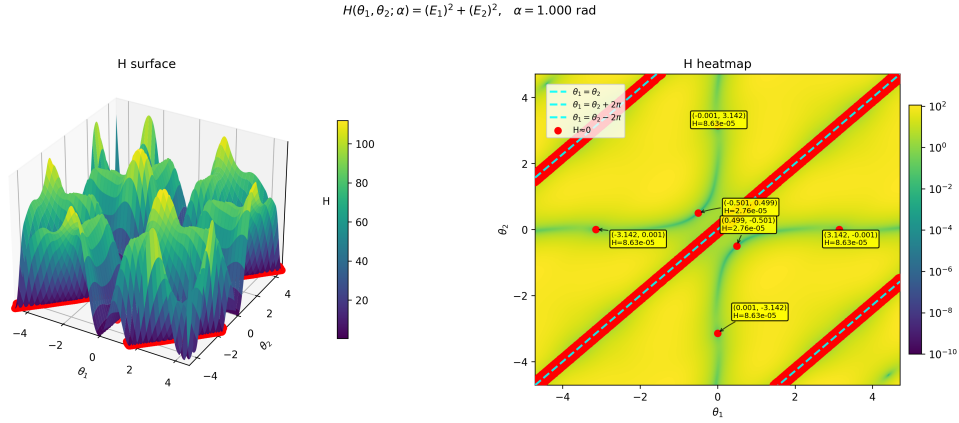 H(θ₁, θ₂; α) = (E₁)² + (E₂)², α = 1.000 rad
H surface
−4
−2
0
2
4
θ₁
−4
−2
0
2
4
θ₂
H
100
80
60
40
20
H heatmap
θ₁ = θ₂
θ₁ = θ₂ + 2π
θ₁ = θ₂ − 2π
H≈0
(-0.001, 3.142)
H=8.63e-05
(-0.501, 0.499)
H=2.76e-05
(0.499, -0.501)
H=2.76e-05
(-3.142, 0.001)
H=8.63e-05
(3.142, -0.001)
H=8.63e-05
(0.001, -3.142)
H=8.63e-05
4
2
0
−2
−4
θ₂
−4
−2
0
2
4
θ₁
10²
10⁰
10⁻²
10⁻⁴
10⁻⁶
10⁻⁸
10⁻¹⁰